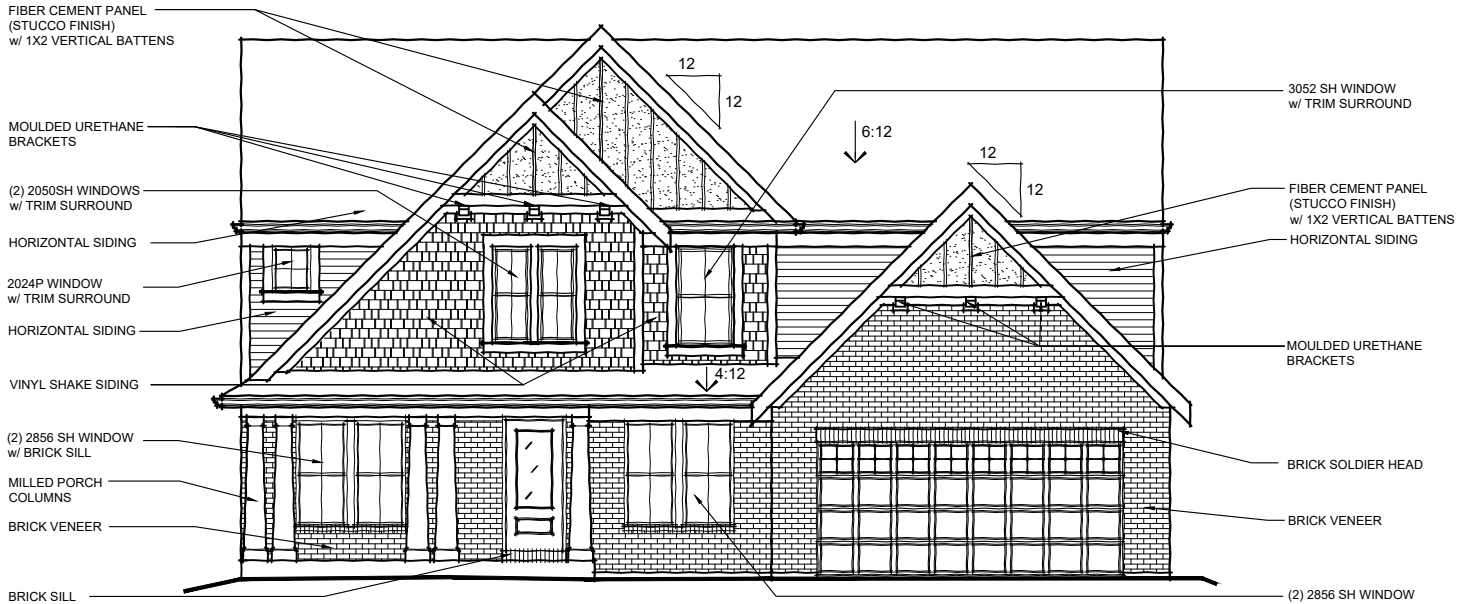 FIBER CEMENT PANEL
(STUCCO FINISH)
w/ 1X2 VERTICAL BATTENS
MOULDED URETHANE
BRACKETS
(2) 2050SH WINDOWS
w/ TRIM SURROUND
HORIZONTAL SIDING
2024P WINDOW
w/ TRIM SURROUND
HORIZONTAL SIDING
VINYL SHAKE SIDING
(2) 2856 SH WINDOW
w/ BRICK SILL
MILLED PORCH
COLUMNS
BRICK VENEER
BRICK SILL
12
12
6:12
12
12
4:12
3052 SH WINDOW
w/ TRIM SURROUND
FIBER CEMENT PANEL
(STUCCO FINISH)
w/ 1X2 VERTICAL BATTENS
HORIZONTAL SIDING
MOULDED URETHANE
BRACKETS
BRICK SOLDIER HEAD
BRICK VENEER
(2) 2856 SH WINDOW